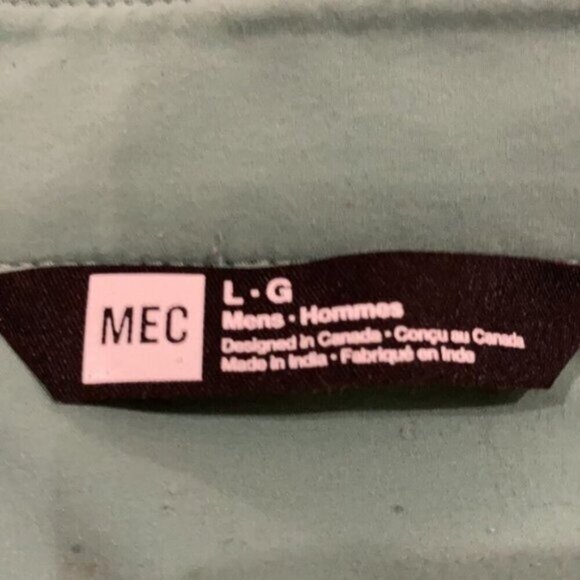 MEC
L · G
Mens · Hommes
Designed in Canada · Conçu au Canada
Made in India · Fabriqué en Inde